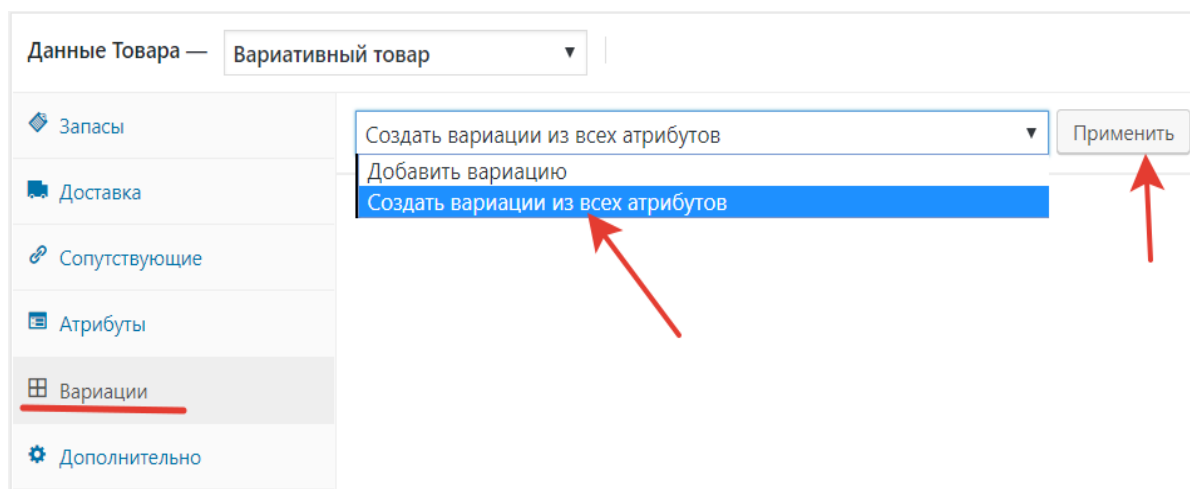 Данные Товара — Вариативный товар
Запасы
Создать вариации из всех атрибутов Применить
Добавить вариацию
Доставка
Создать вариации из всех атрибутов
Сопутствующие
Атрибуты
Вариации
Дополнительно